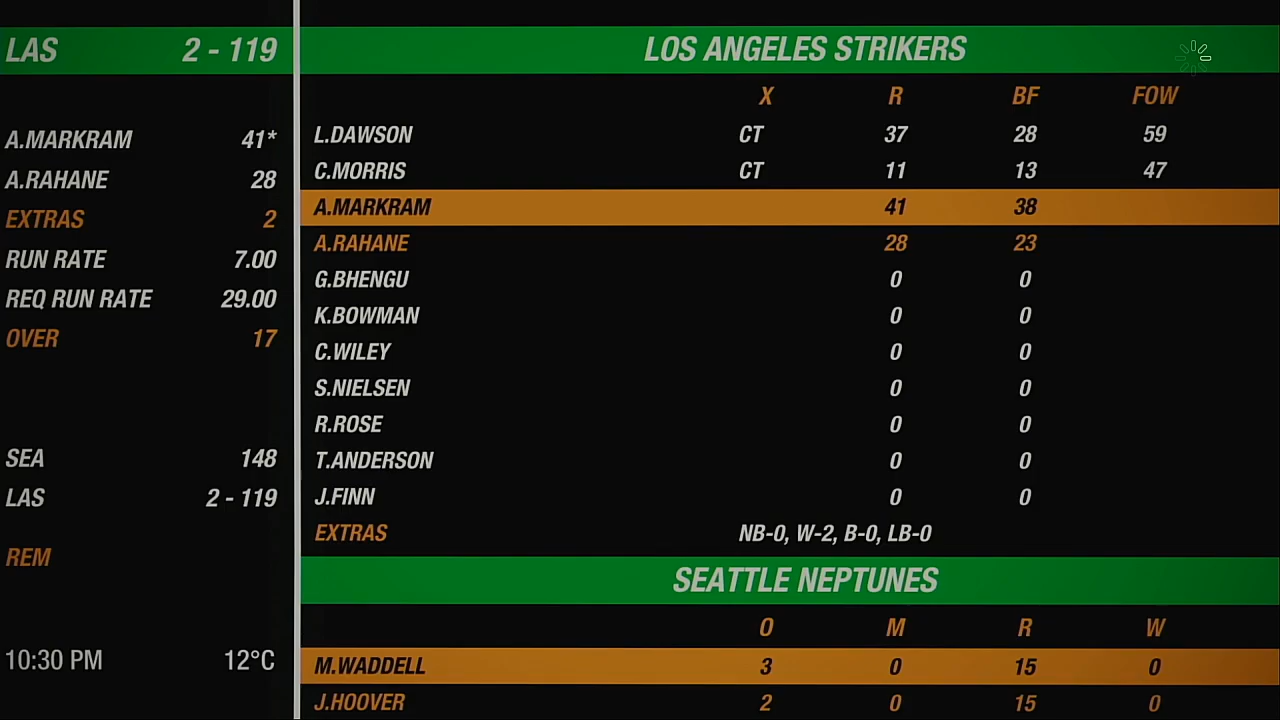 LAS 2 - 119
A.MARKRAM 41*
A.RAHANE 28
EXTRAS 2
RUN RATE 7.00
REQ RUN RATE 29.00
OVER 17
SEA 148
LAS 2 - 119
REM
10:30 PM 12°C
LOS ANGELES STRIKERS
X R BF FOW
L.DAWSON CT 37 28 59
C.MORRIS CT 11 13 47
A.MARKRAM 41 38
A.RAHANE 28 23
G.BHENGU 0 0
K.BOWMAN 0 0
C.WILEY 0 0
S.NIELSEN 0 0
R.ROSE 0 0
T.ANDERSON 0 0
J.FINN 0 0
EXTRAS NB-0, W-2, B-0, LB-0
SEATTLE NEPTUNES
O M R W
M.WADDELL 3 0 15 0
J.HOOVER 2 0 15 0